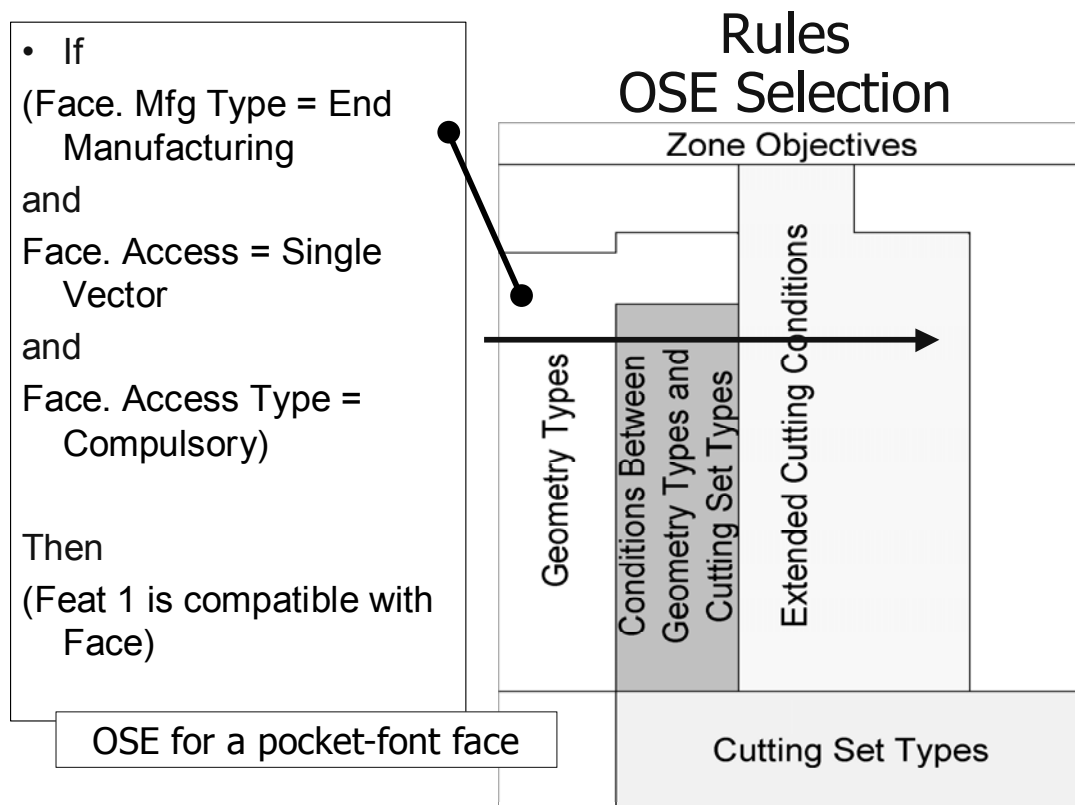 Rules
OSE Selection
• If
(Face. Mfg Type = End
Manufacturing
and
Face. Access = Single
Vector
and
Face. Access Type =
Compulsory)
Then
(Feat 1 is compatible with
Face)
OSE for a pocket-font face
Zone Objectives
Geometry Types
Conditions Between
Geometry Types and
Cutting Set Types
Extended Cutting Conditions
Cutting Set Types